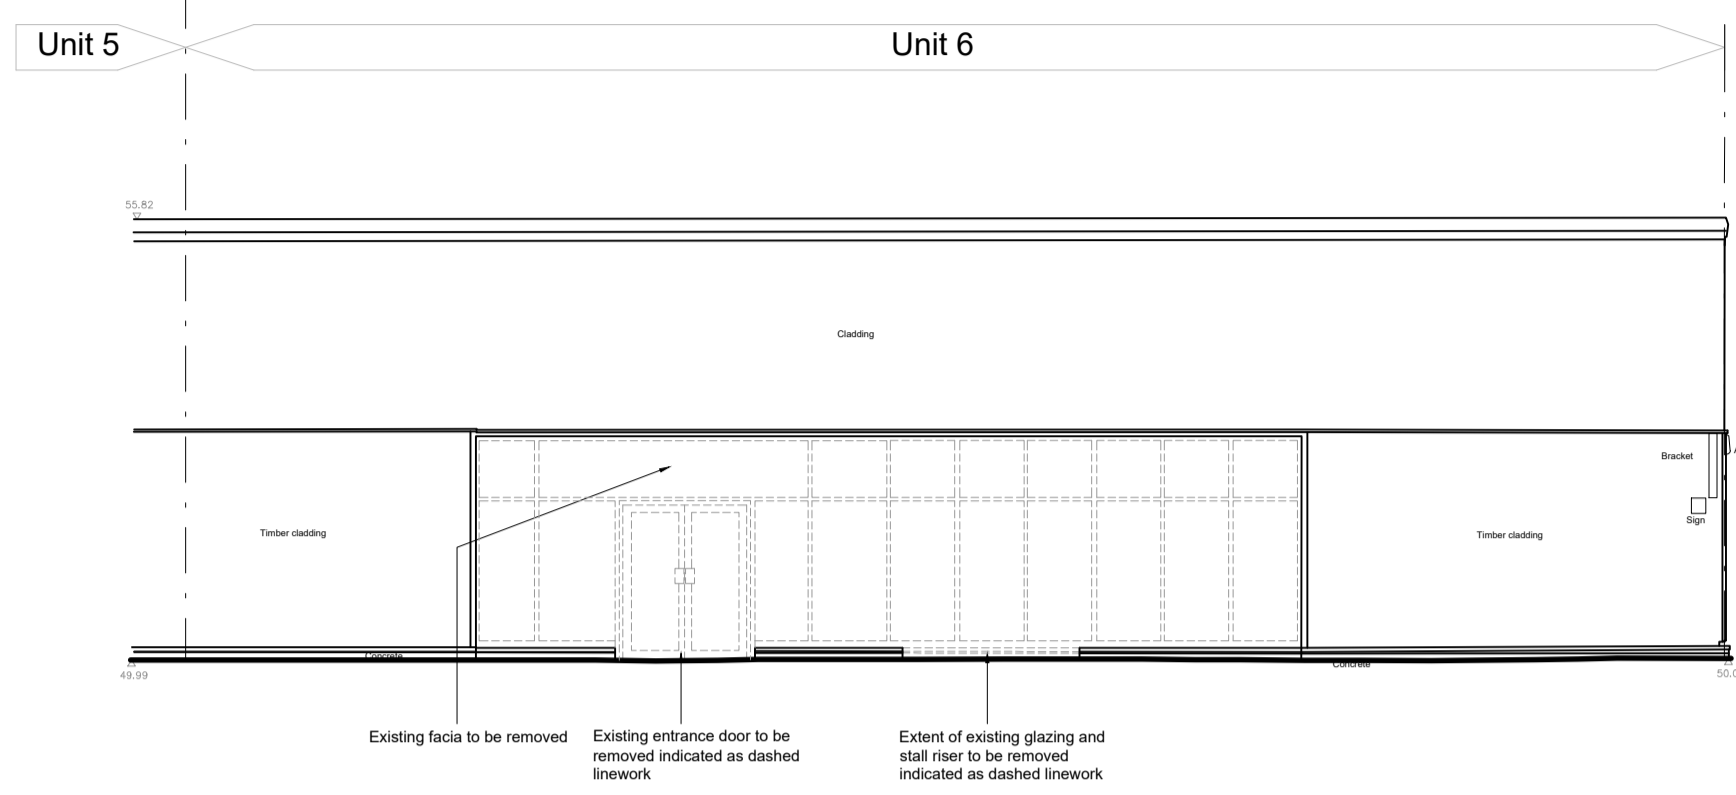 Unit 5
Unit 6
55.82
Cladding
Bracket
Sign
Timber cladding
Timber cladding
Concrete
Concrete
49.99
50.0
Existing facia to be removed
Existing entrance door to be
removed indicated as dashed
linework
Extent of existing glazing and
stall riser to be removed
indicated as dashed linework